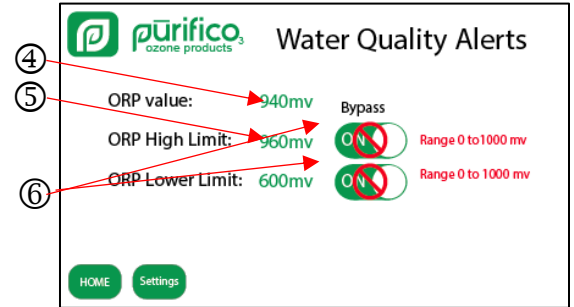 pūrifico3
ozone products
Water Quality Alerts
④
ORP value: 940mv Bypass
⑤
ORP High Limit: 960mv ON Range 0 to1000 mv
⑥
ORP Lower Limit: 600mv ON Range 0 to 1000 mv
HOME Settings